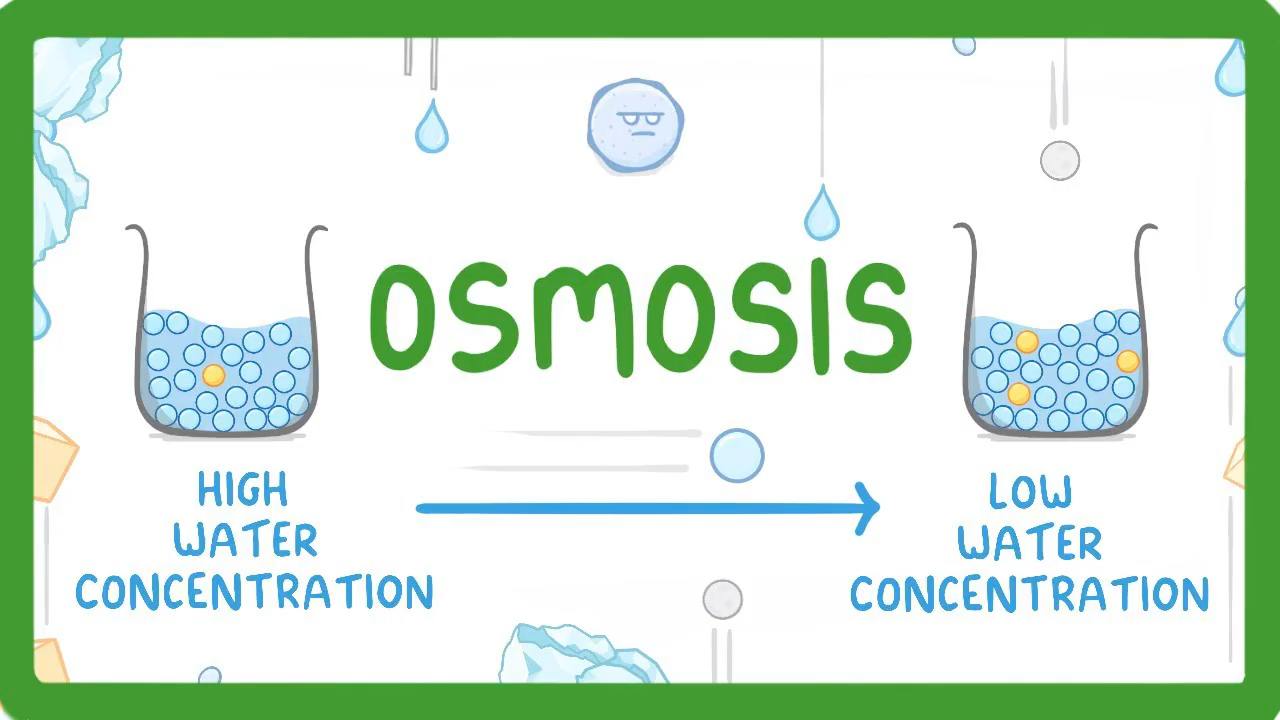 OSMOSIS
HIGH
WATER
CONCENTRATION
LOW
WATER
CONCENTRATION